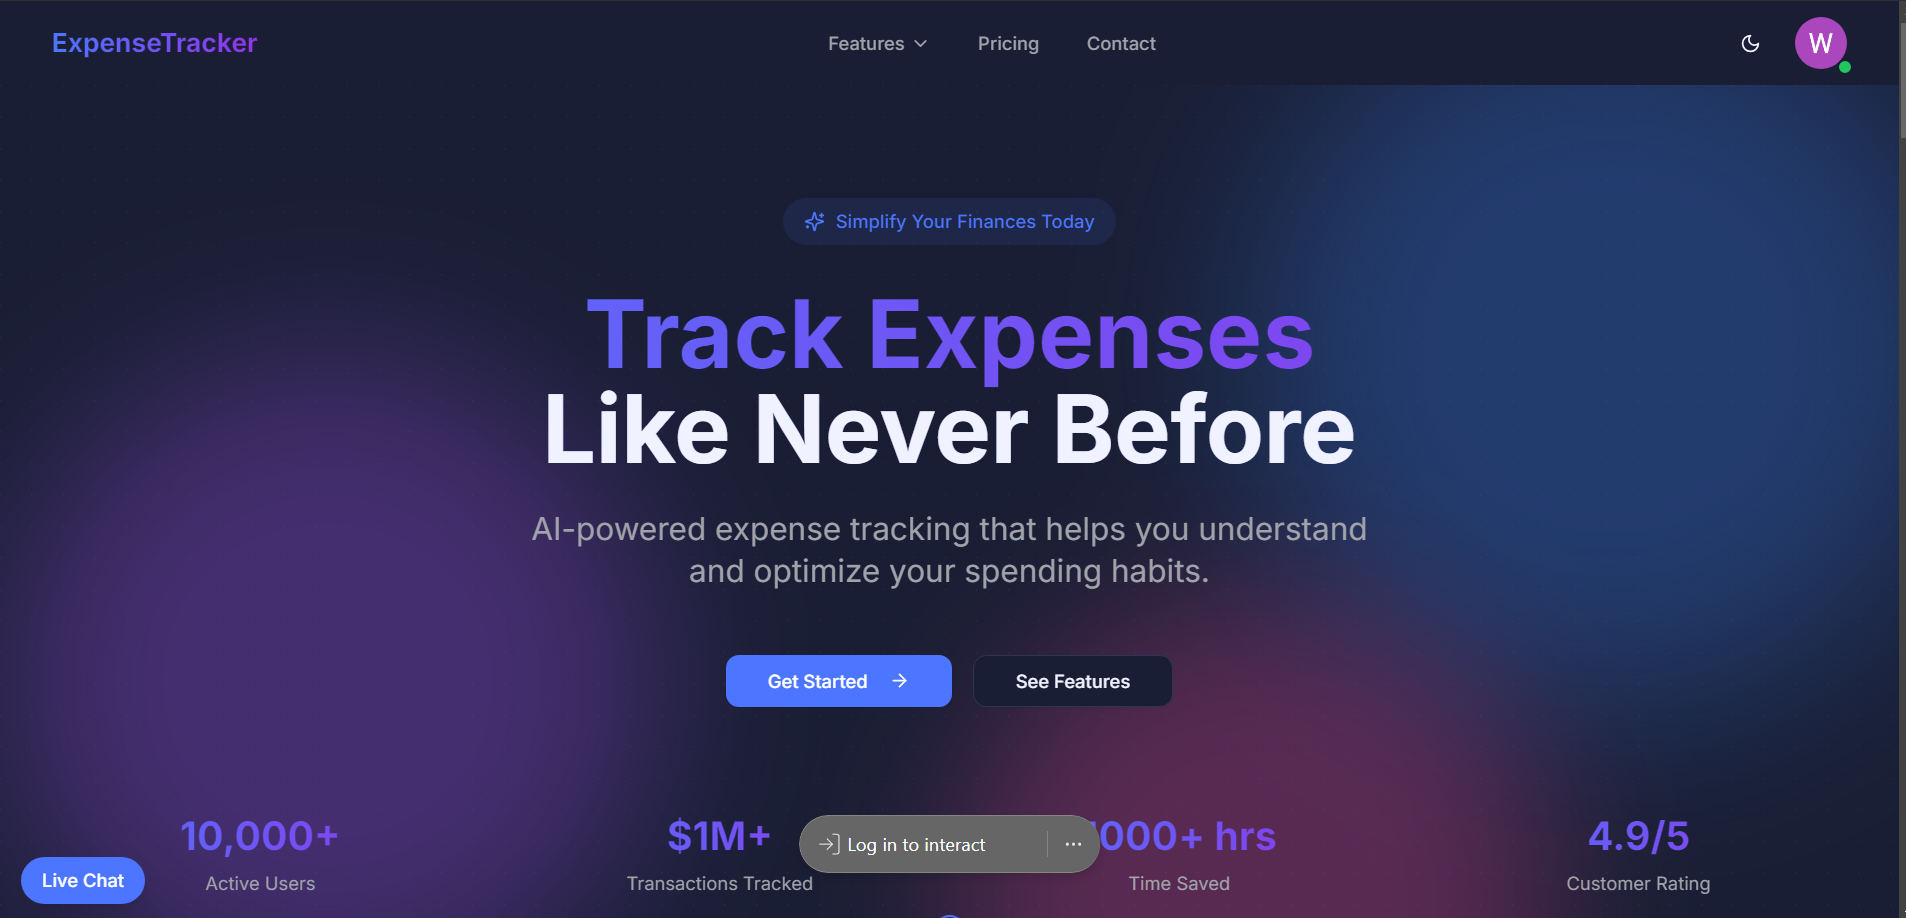 ExpenseTracker
Features
Pricing
Contact
W
Simplify Your Finances Today
Track Expenses
Like Never Before
AI-powered expense tracking that helps you understand
and optimize your spending habits.
Get Started
See Features
10,000+
Active Users
$1M+
Transactions Tracked
000+ hrs
Time Saved
4.9/5
Customer Rating
Log in to interact
Live Chat